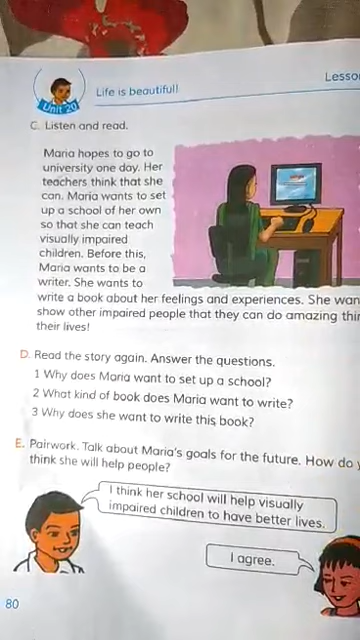 Life is beautiful!
Lesso
Unit 20
C. Listen and read.
Maria hopes to go to
university one day. Her
teachers think that she
can. Maria wants to set
up a school of her own
so that she can teach
visually impaired
children. Before this,
Maria wants to be a
writer. She wants to
write a book about her feelings and experiences. She wan
show other impaired people that they can do amazing thin
their lives!
D. Read the story again. Answer the questions.
1 Why does Maria want to set up a school?
2 What kind of book does Maria want to write?
3 Why does she want to write this book?
E. Pairwork. Talk about Maria's goals for the future. How do y
think she will help people?
I think her school will help visually
impaired children to have better lives.
I agree.
80